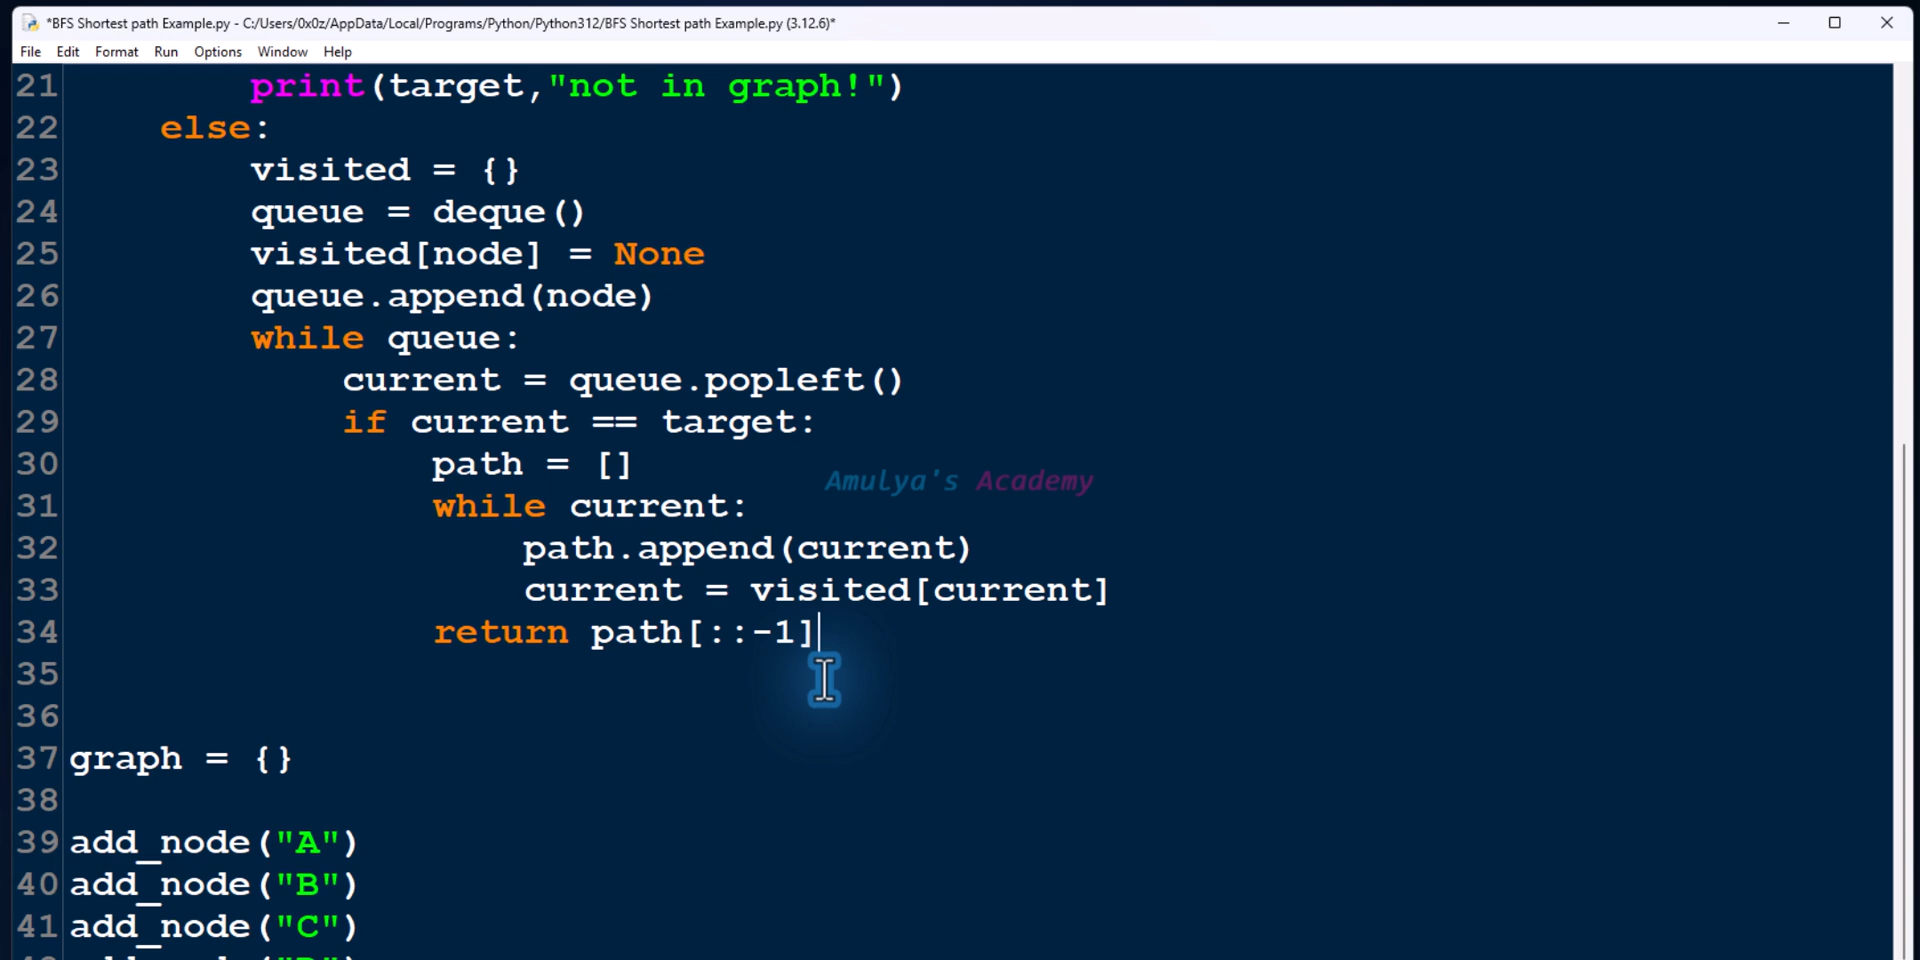 *BFS Shortest path Example.py - C:/Users/0x0z/AppData/Local/Programs/Python/Python312/BFS Shortest path Example.py (3.12.6)*
File Edit Format Run Options Window Help
21 print(target,"not in graph!")
22 else:
23 visited = {}
24 queue = deque()
25 visited[node] = None
26 queue.append(node)
27 while queue:
28 current = queue.popleft()
29 if current == target:
30 path = []
Amulya's Academy
31 while current:
32 path.append(current)
33 current = visited[current]
34 return path[::-1]
35
36
37 graph = {}
38
39 add_node("A")
40 add_node("B")
41 add_node("C")